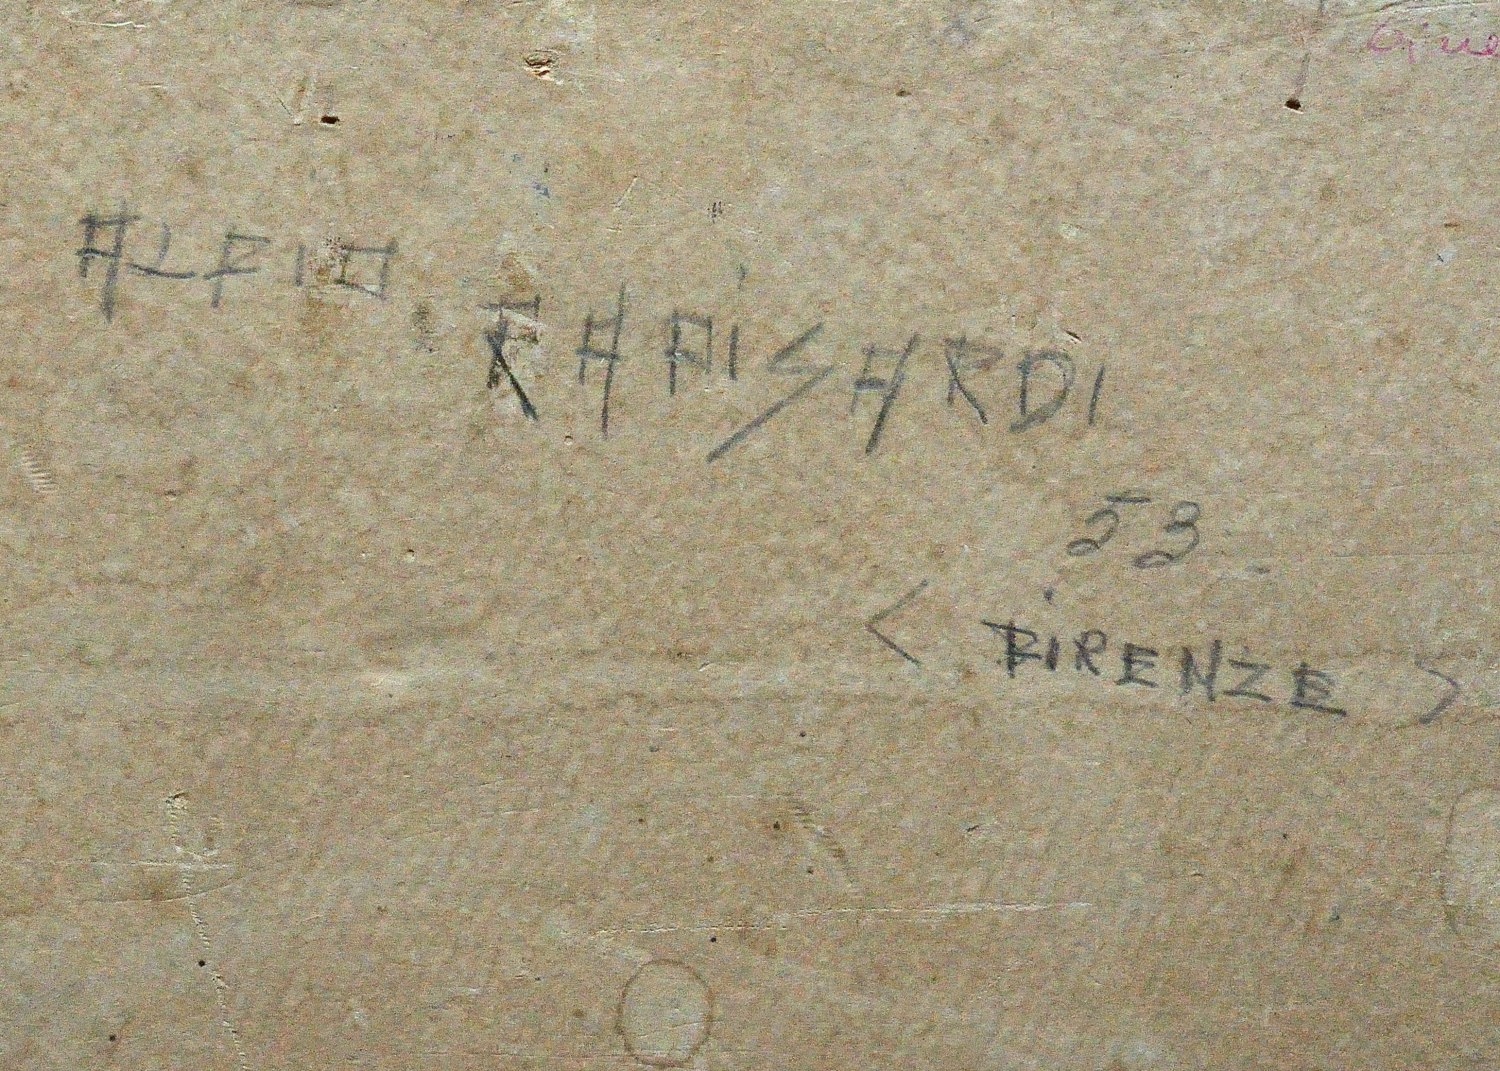 ALFIO
RAPISARDI
53
< FIRENZE >